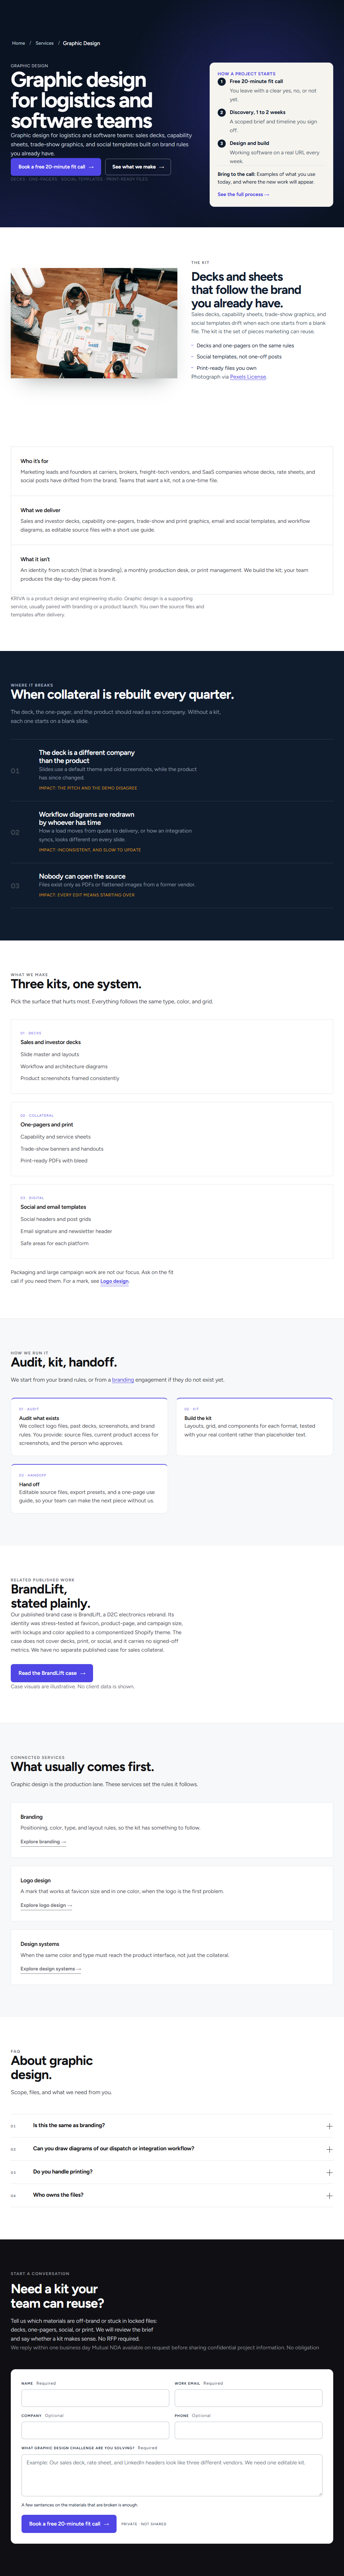 Home / Services / Graphic Design
GRAPHIC DESIGN
Graphic design
for logistics and
software teams
Graphic design for logistics and software teams: sales decks, capability
sheets, trade-show graphics, and social templates built on brand rules
you already have.
Book a free 20-minute fit call →
See what we make →
DECKS · ONE-PAGERS · SOCIAL TEMPLATES · PRINT-READY FILES
HOW A PROJECT STARTS
1 Free 20-minute fit call
You leave with a clear yes, no, or not
yet.
2 Discovery, 1 to 2 weeks
A scoped brief and timeline you sign
off.
3 Design and build
Working software on a real URL every
week.
Bring to the call: Examples of what you use
today, and where the new work will appear.
See the full process →
THE KIT
Decks and sheets
that follow the brand
you already have.
Sales decks, capability sheets, trade-show graphics, and
social templates drift when each one starts from a blank
file. The kit is the set of pieces marketing can reuse.
– Decks and one-pagers on the same rules
– Social templates, not one-off posts
– Print-ready files you own
Photograph via Pexels License.
Who it's for
Marketing leads and founders at carriers, brokers, freight-tech vendors, and SaaS companies whose decks, rate sheets, and
social posts have drifted from the brand. Teams that want a kit, not a one-time file.
What we deliver
Sales and investor decks, capability one-pagers, trade-show and print graphics, email and social templates, and workflow
diagrams, as editable source files with a short use guide.
What it isn't
An identity from scratch (that is branding), a monthly production desk, or print management. We build the kit; your team
produces the day-to-day pieces from it.
KRIVA is a product design and engineering studio. Graphic design is a supporting
service, usually paired with branding or a product launch. You own the source files and
templates after delivery.
WHERE IT BREAKS
When collateral is rebuilt every quarter.
The deck, the one-pager, and the product should read as one company. Without a kit,
each one starts on a blank slide.
01
The deck is a different company
than the product
Slides use a default theme and old screenshots, while the product
has since changed.
IMPACT: THE PITCH AND THE DEMO DISAGREE
02
Workflow diagrams are redrawn
by whoever has time
How a load moves from quote to delivery, or how an integration
syncs, looks different on every slide.
IMPACT: INCONSISTENT, AND SLOW TO UPDATE
03
Nobody can open the source
Files exist only as PDFs or flattened images from a former vendor.
IMPACT: EVERY EDIT MEANS STARTING OVER
WHAT WE MAKE
Three kits, one system.
Pick the surface that hurts most. Everything follows the same type, color, and grid.
01 · DECKS
Sales and investor decks
Slide master and layouts
Workflow and architecture diagrams
Product screenshots framed consistently
02 · COLLATERAL
One-pagers and print
Capability and service sheets
Trade-show banners and handouts
Print-ready PDFs with bleed
03 · DIGITAL
Social and email templates
Social headers and post grids
Email signature and newsletter header
Safe areas for each platform
Packaging and large campaign work are not our focus. Ask on the fit
call if you need them. For a mark, see Logo design.
HOW WE RUN IT
Audit, kit, handoff.
We start from your brand rules, or from a branding engagement if they do not exist yet.
01 · AUDIT
Audit what exists
We collect logo files, past decks, screenshots, and brand
rules. You provide: source files, current product access for
screenshots, and the person who approves.
02 · KIT
Build the kit
Layouts, grid, and components for each format, tested
with your real content rather than placeholder text.
03 · HANDOFF
Hand off
Editable source files, export presets, and a one-page use
guide, so your team can make the next piece without us.
RELATED PUBLISHED WORK
BrandLift,
stated plainly.
Our published brand case is BrandLift, a D2C electronics rebrand. Its
identity was stress-tested at favicon, product-page, and campaign size,
with lockups and color applied to a componentized Shopify theme. The
case does not cover decks, print, or social, and it carries no signed-off
metrics. We have no separate published case for sales collateral.
Read the BrandLift case →
Case visuals are illustrative. No client data is shown.
CONNECTED SERVICES
What usually comes first.
Graphic design is the production lane. These services set the rules it follows.
Branding
Positioning, color, type, and layout rules, so the kit has something to follow.
Explore branding →
Logo design
A mark that works at favicon size and in one color, when the logo is the first problem.
Explore logo design →
Design systems
When the same color and type must reach the product interface, not just the collateral.
Explore design systems →
FAQ
About graphic
design.
Scope, files, and what we need from you.
01 Is this the same as branding?
02 Can you draw diagrams of our dispatch or integration workflow?
03 Do you handle printing?
04 Who owns the files?
START A CONVERSATION
Need a kit your
team can reuse?
Tell us which materials are off-brand or stuck in locked files:
decks, one-pagers, social, or print. We will review the brief
and say whether a kit makes sense. No RFP required.
We reply within one business day Mutual NDA available on request before sharing confidential project information. No obligation
NAME Required
WORK EMAIL Required
COMPANY Optional
PHONE Optional
WHAT GRAPHIC DESIGN CHALLENGE ARE YOU SOLVING? Required
Example: Our sales deck, rate sheet, and LinkedIn headers look like three different vendors. We need one editable kit.
A few sentences on the materials that are broken is enough.
Book a free 20-minute fit call →
PRIVATE · NOT SHARED